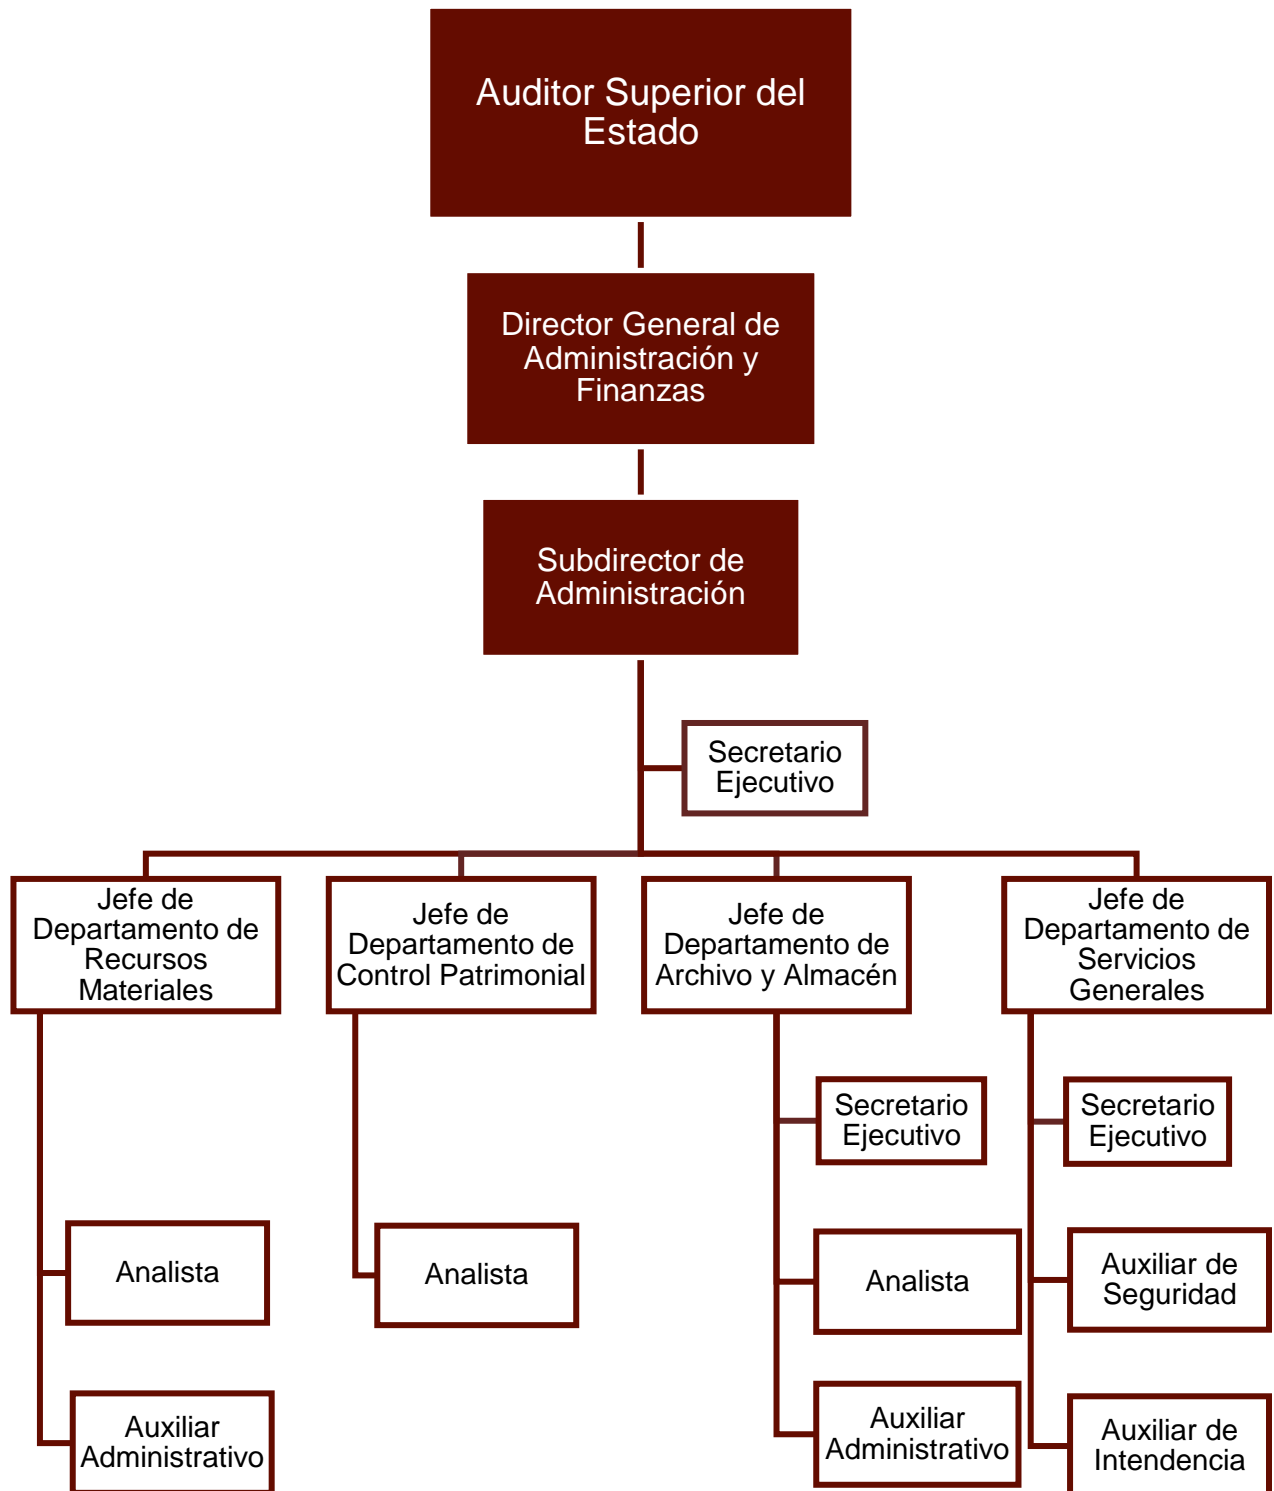 Auditor Superior del
Estado
Director General de
Administración y
Finanzas
Subdirector de
Administración
Secretario
Ejecutivo
Jefe de
Departamento de
Recursos
Materiales
Jefe de
Departamento de
Control Patrimonial
Jefe de
Departamento de
Archivo y Almacén
Jefe de
Departamento de
Servicios
Generales
Secretario
Ejecutivo
Secretario
Ejecutivo
Analista
Analista
Analista
Auxiliar de
Seguridad
Auxiliar
Administrativo
Auxiliar
Administrativo
Auxiliar de
Intendencia